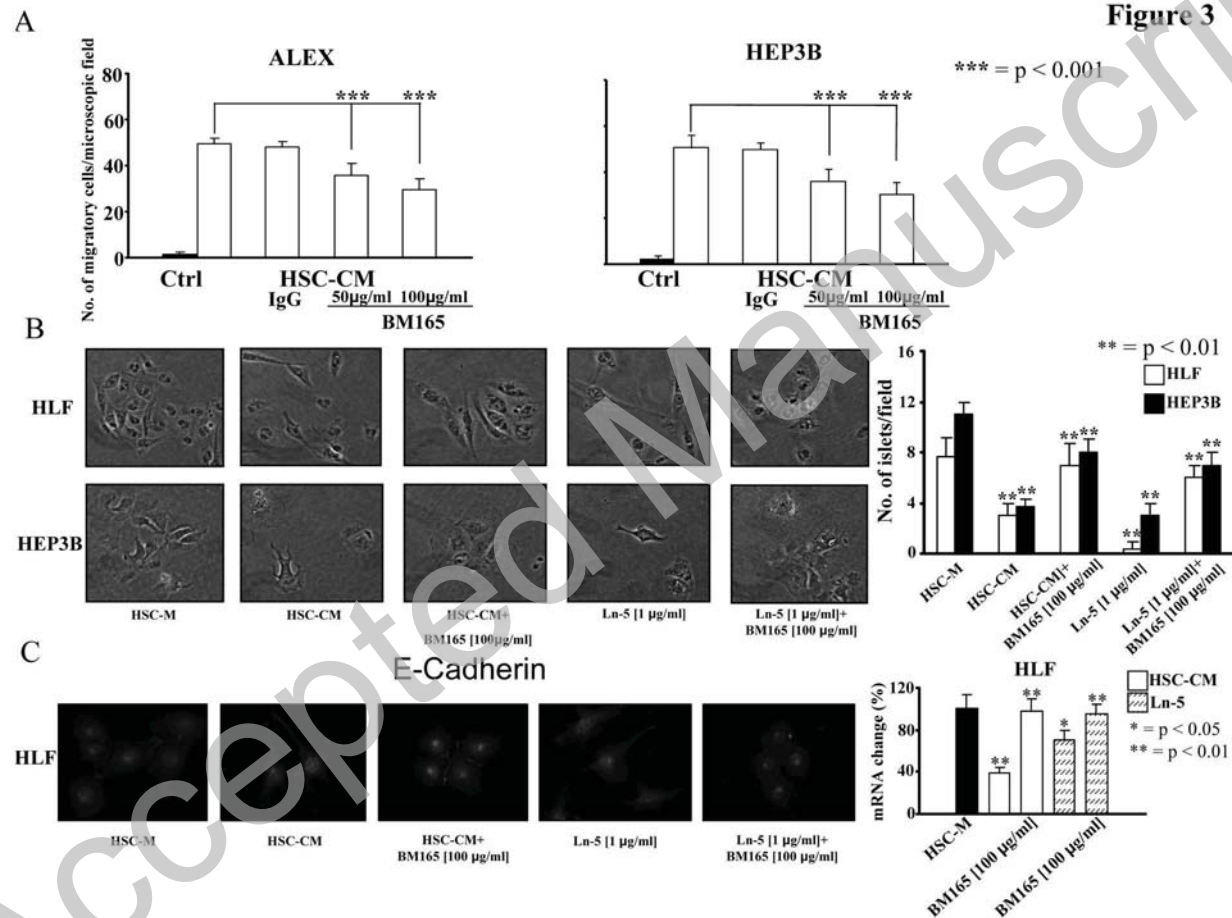 Figure 3
A
ALEX
HEP3B
*** = p < 0.001
No. of migratory cells/microscopic field
80
60
40
20
0
*** ***
*** ***
Ctrl HSC-CM
IgG 50µg/ml 100µg/ml
BM165
Ctrl HSC-CM
IgG 50µg/ml 100µg/ml
BM165
B
HLF
HEP3B
HSC-M
HSC-CM
HSC-CM+
BM165 [100µg/ml]
Ln-5 [1 µg/ml]
Ln-5 [1 µg/ml]+
BM165 [100 µg/ml]
** = p < 0.01
HLF
HEP3B
No. of islets/field
16
12
8
4
0
** **
** **
** **
** **
HSC-M
HSC-CM
HSC-CM]+
BM165 [100 µg/ml]
Ln-5 [1 µg/ml]
Ln-5 [1 µg/ml]+
BM165 [100 µg/ml]
C
E-Cadherin
HLF
HSC-M
HSC-CM
HSC-CM+
BM165 [100 µg/ml]
Ln-5 [1 µg/ml]
Ln-5 [1 µg/ml]+
BM165 [100 µg/ml]
HLF
HSC-CM
Ln-5
* = p < 0.05
** = p < 0.01
mRNA change (%)
120
80
40
0
** ** * **
HSC-M
BM165 [100 µg/ml]
BM165 [100 µg/ml]
Accepted Manuscri